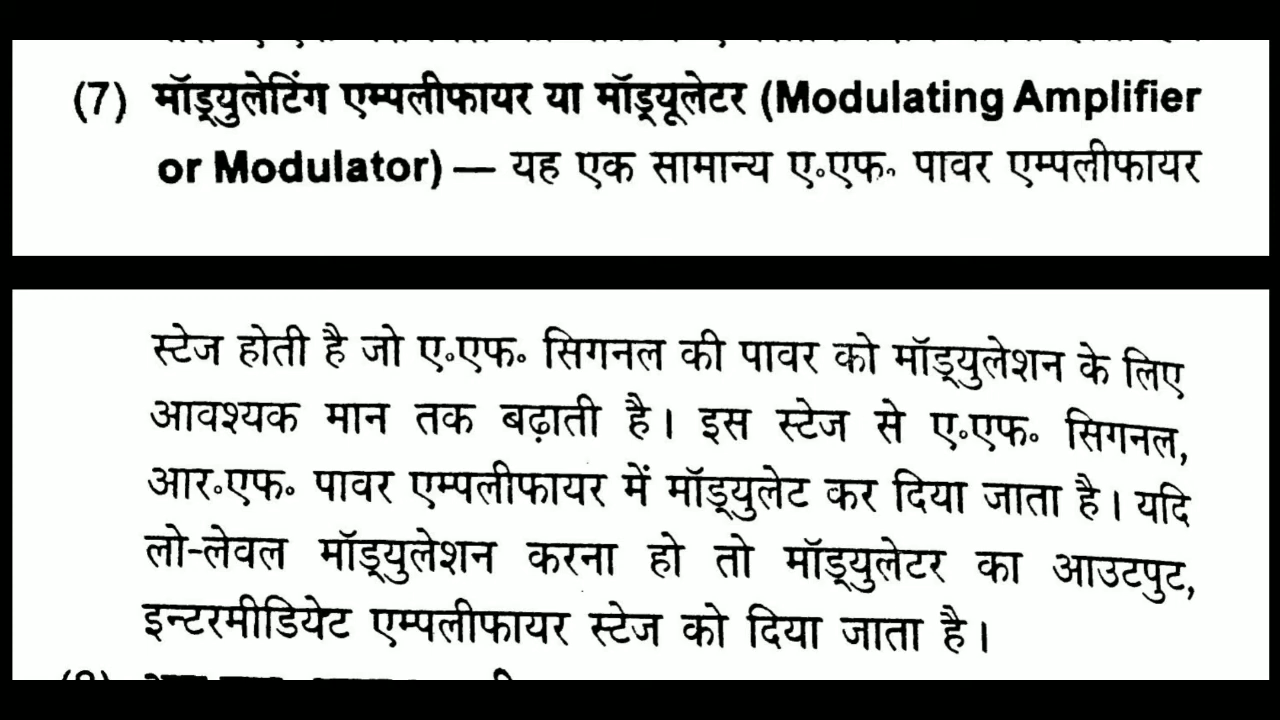 (7) मॉड्युलेटिंग एम्पलीफायर या मॉड्यूलेटर (Modulating Amplifier
or Modulator) — यह एक सामान्य ए॰एफ॰ पावर एम्पलीफायर
स्टेज होती है जो ए॰एफ॰ सिगनल की पावर को मॉड्युलेशन के लिए
आवश्यक मान तक बढ़ाती है। इस स्टेज से ए॰एफ॰ सिगनल,
आर॰एफ॰ पावर एम्पलीफायर में मॉड्युलेट कर दिया जाता है। यदि
लो-लेवल मॉड्युलेशन करना हो तो मॉड्युलेटर का आउटपुट,
इन्टरमीडियेट एम्पलीफायर स्टेज को दिया जाता है।